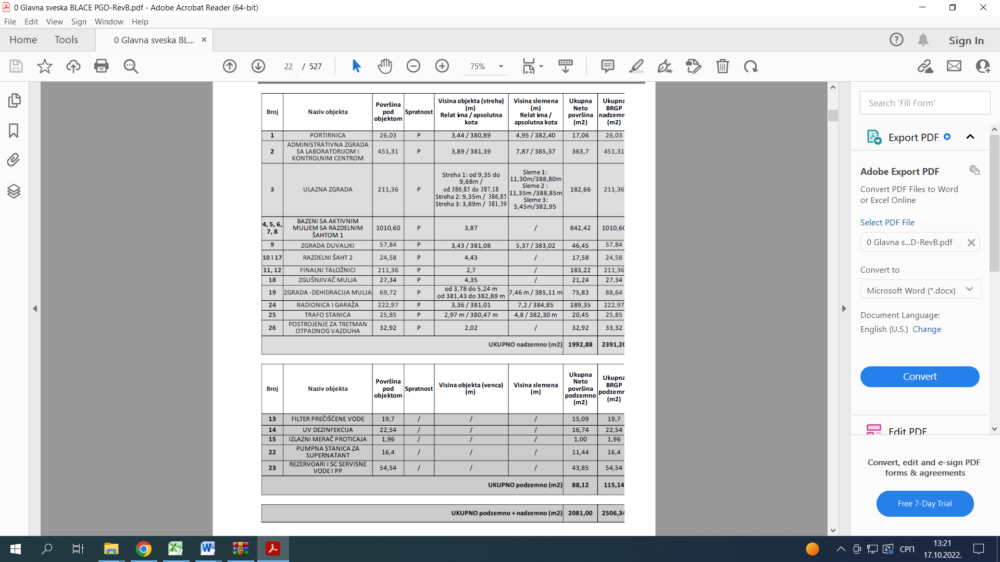 0 Glavna sveska BLACE PGD-RevB.pdf - Adobe Acrobat Reader (64-bit)
File Edit View Sign Window Help
Home Tools 0 Glavna sveska BL... × Sign In
22 / 527 75%
Broj Naziv objekta Površina pod objektom Spratnost Visina objekta (streha) (m) Relativna / apsolutna kota Visina slemena (m) Relativna / apsolutna kota Ukupna Neto površina (m2) Ukupna BRGP nadzemn (m2)
1 PORTIRNICA 26,03 P 3,44 / 380,89 4,95 / 382,40 17,06 26,03
2 ADMINISTRATIVNA ZGRADA SA LABORATORIJOM I KONTROLNIM CENTROM 451,31 P 3,89 / 381,39 7,87 / 385,37 363,7 451,31
3 ULAZNA ZGRADA 211,36 P Streha 1: od 9,35 do 9,68m / od 386,85 do 387,18 Streha 2: 9,35m / 386,85 Streha 3: 3,89m / 381,39 Sleme 1: 11,30m/388,80m Sleme 2 : 11,35m /388,85m Sleme 3: 5,45m/382,95 182,66 211,36
4, 5, 6, 7, 8 BAZENI SA AKTIVNIM MULJEM SA RAZDELNIM ŠAHTOM 1 1010,60 P 3,87 / 842,42 1010,60
9 ZGRADA DUVALJKI 57,84 P 3,43 / 381,08 5,37 / 383,02 46,45 57,84
10 i 17 RAZDELNI ŠAHT 2 24,58 P 4,43 / 17,58 24,58
11, 12 FINALNI TALOŽNICI 211,36 P 2,7 / 183,22 211,36
18 ZGUŠNJIVAČ MULJA 27,34 P 4,35 / 21,24 27,34
19 ZGRADA -DEHIDRACIJA MULJA 69,72 P od 3,78 do 5,24 m od 381,43 do 382,89 m 7,46 m / 385,11 m 75,83 88,64
24 RADIONICA I GARAŽA 222,97 P 3,36 / 381,01 7,2 / 384,85 189,35 222,97
25 TRAFO STANICA 25,85 P 2,97 m / 380,47 m 4,8 / 382,30 m 20,45 25,85
26 POSTROJENJE ZA TRETMAN OTPADNOG VAZDUHA 32,92 P 2,02 / 32,92 33,32
UKUPNO nadzemno (m2) 1992,88 2391,20
Broj Naziv objekta Površina pod objektom Spratnost Visina objekta (venca) (m) Visina slemena (m) Ukupna Neto površina podzemno (m2) Ukupna BRGP podzemn (m2)
13 FILTER PREČIŠĆENE VODE 19,7 / / / 15,09 19,7
14 UV DEZINFEKCIJA 22,54 / / / 16,74 22,54
15 IZLAZNI MERAČ PROTICAJA 1,96 / / / 1,00 1,96
22 PUMPNA STANICA ZA SUPERNATANT 16,4 / / / 11,44 16,4
23 REZERVOARI I SC SERVISNE VODE I PP 54,54 / / / 43,85 54,54
UKUPNO podzemno (m2) 88,12 115,14
UKUPNO podzemno + nadzemno (m2) 2081,00 2506,34
Search 'Fill Form'
Export PDF
Adobe Export PDF
Convert PDF Files to Word
or Excel Online
Select PDF File
0 Glavna s...D-RevB.pdf
Convert to
Microsoft Word (*.docx)
Document Language:
English (U.S.) Change
Convert
Edit PDF
Convert, edit and e-sign PDF
forms & agreements
Free 7-Day Trial
СРП
13:21
17.10.2022.